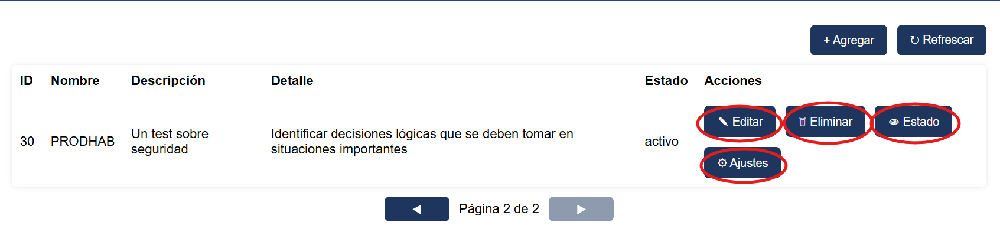 + Agregar ↻ Refrescar
ID Nombre Descripción Detalle Estado Acciones
30 PRODHAB Un test sobre seguridad Identificar decisiones lógicas que se deben tomar en situaciones importantes activo Editar Eliminar Estado
Ajustes
◀ Página 2 de 2 ▶